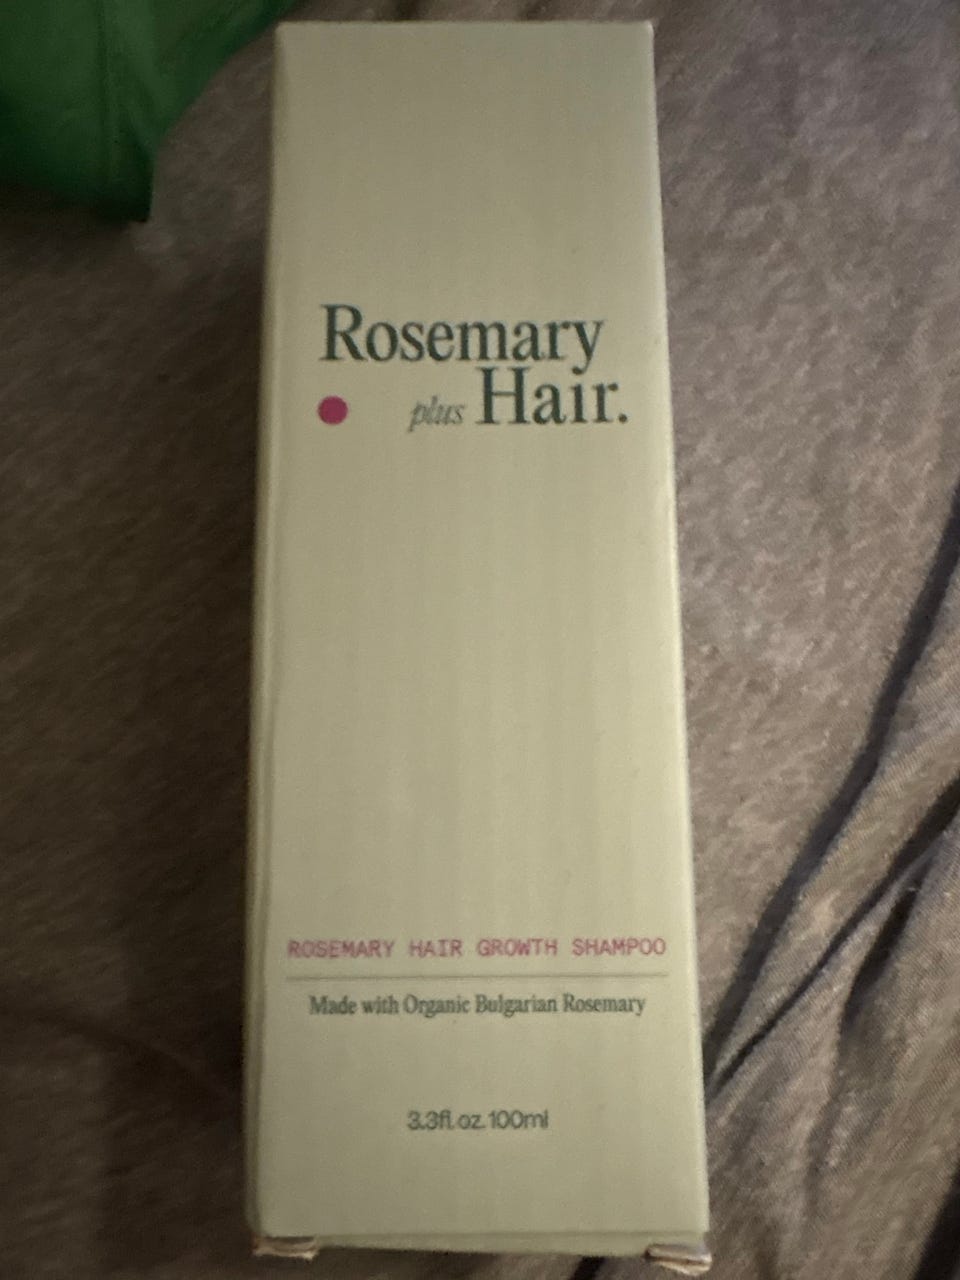 Rosemary
plus Hair.
ROSEMARY HAIR GROWTH SHAMPOO
Made with Organic Bulgarian Rosemary
3.3fl.oz.100ml